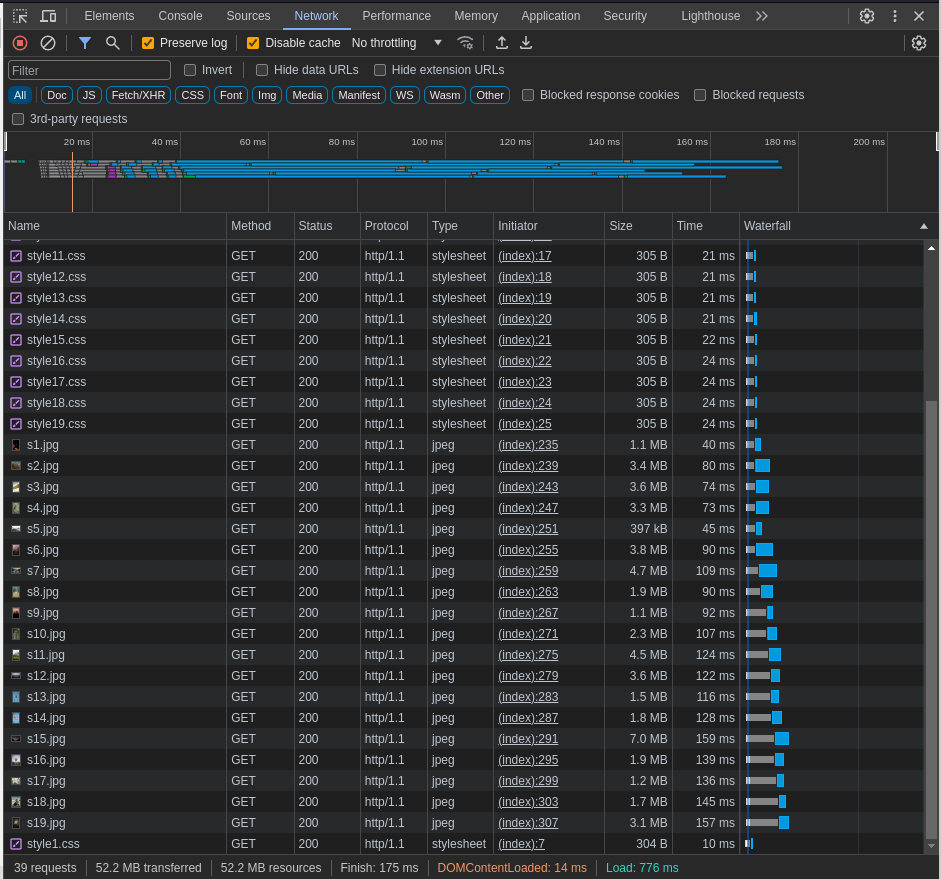 Elements Console Sources Network Performance Memory Application Security Lighthouse
Preserve log Disable cache No throttling
Filter Invert Hide data URLs Hide extension URLs
All Doc JS Fetch/XHR CSS Font Img Media Manifest WS Wasm Other Blocked response cookies Blocked requests
3rd-party requests
20 ms 40 ms 60 ms 80 ms 100 ms 120 ms 140 ms 160 ms 180 ms 200 ms
Name Method Status Protocol Type Initiator Size Time Waterfall
style11.css GET 200 http/1.1 stylesheet (index):17 305 B 21 ms
style12.css GET 200 http/1.1 stylesheet (index):18 305 B 21 ms
style13.css GET 200 http/1.1 stylesheet (index):19 305 B 21 ms
style14.css GET 200 http/1.1 stylesheet (index):20 305 B 21 ms
style15.css GET 200 http/1.1 stylesheet (index):21 305 B 22 ms
style16.css GET 200 http/1.1 stylesheet (index):22 305 B 24 ms
style17.css GET 200 http/1.1 stylesheet (index):23 305 B 24 ms
style18.css GET 200 http/1.1 stylesheet (index):24 305 B 24 ms
style19.css GET 200 http/1.1 stylesheet (index):25 305 B 24 ms
s1.jpg GET 200 http/1.1 jpeg (index):235 1.1 MB 40 ms
s2.jpg GET 200 http/1.1 jpeg (index):239 3.4 MB 80 ms
s3.jpg GET 200 http/1.1 jpeg (index):243 3.6 MB 74 ms
s4.jpg GET 200 http/1.1 jpeg (index):247 3.3 MB 73 ms
s5.jpg GET 200 http/1.1 jpeg (index):251 397 kB 45 ms
s6.jpg GET 200 http/1.1 jpeg (index):255 3.8 MB 90 ms
s7.jpg GET 200 http/1.1 jpeg (index):259 4.7 MB 109 ms
s8.jpg GET 200 http/1.1 jpeg (index):263 1.9 MB 90 ms
s9.jpg GET 200 http/1.1 jpeg (index):267 1.1 MB 92 ms
s10.jpg GET 200 http/1.1 jpeg (index):271 2.3 MB 107 ms
s11.jpg GET 200 http/1.1 jpeg (index):275 4.5 MB 124 ms
s12.jpg GET 200 http/1.1 jpeg (index):279 3.6 MB 122 ms
s13.jpg GET 200 http/1.1 jpeg (index):283 1.5 MB 116 ms
s14.jpg GET 200 http/1.1 jpeg (index):287 1.8 MB 128 ms
s15.jpg GET 200 http/1.1 jpeg (index):291 7.0 MB 159 ms
s16.jpg GET 200 http/1.1 jpeg (index):295 1.9 MB 139 ms
s17.jpg GET 200 http/1.1 jpeg (index):299 1.2 MB 136 ms
s18.jpg GET 200 http/1.1 jpeg (index):303 1.7 MB 145 ms
s19.jpg GET 200 http/1.1 jpeg (index):307 3.1 MB 157 ms
style1.css GET 200 http/1.1 stylesheet (index):7 304 B 10 ms
39 requests 52.2 MB transferred 52.2 MB resources Finish: 175 ms DOMContentLoaded: 14 ms Load: 776 ms